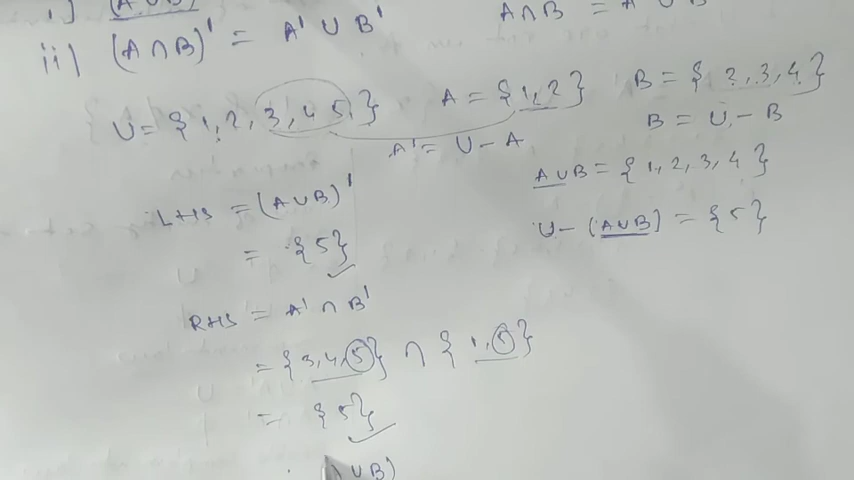 i) (A∪B)'
A∩B = A ∪ B
ii) (A∩B)' = A' ∪ B'
U = {1, 2, 3, 4 5,} A = {1, 2} B = {2, 3, 4}
A' = U - A B = U - B
A∪B = {1, 2, 3, 4}
LHS = (A∪B)' U - (A∪B) = {5}
= {5}
RHS = A' ∩ B'
= {3,4,5} ∩ {1,5}
= {5}
∪ B)